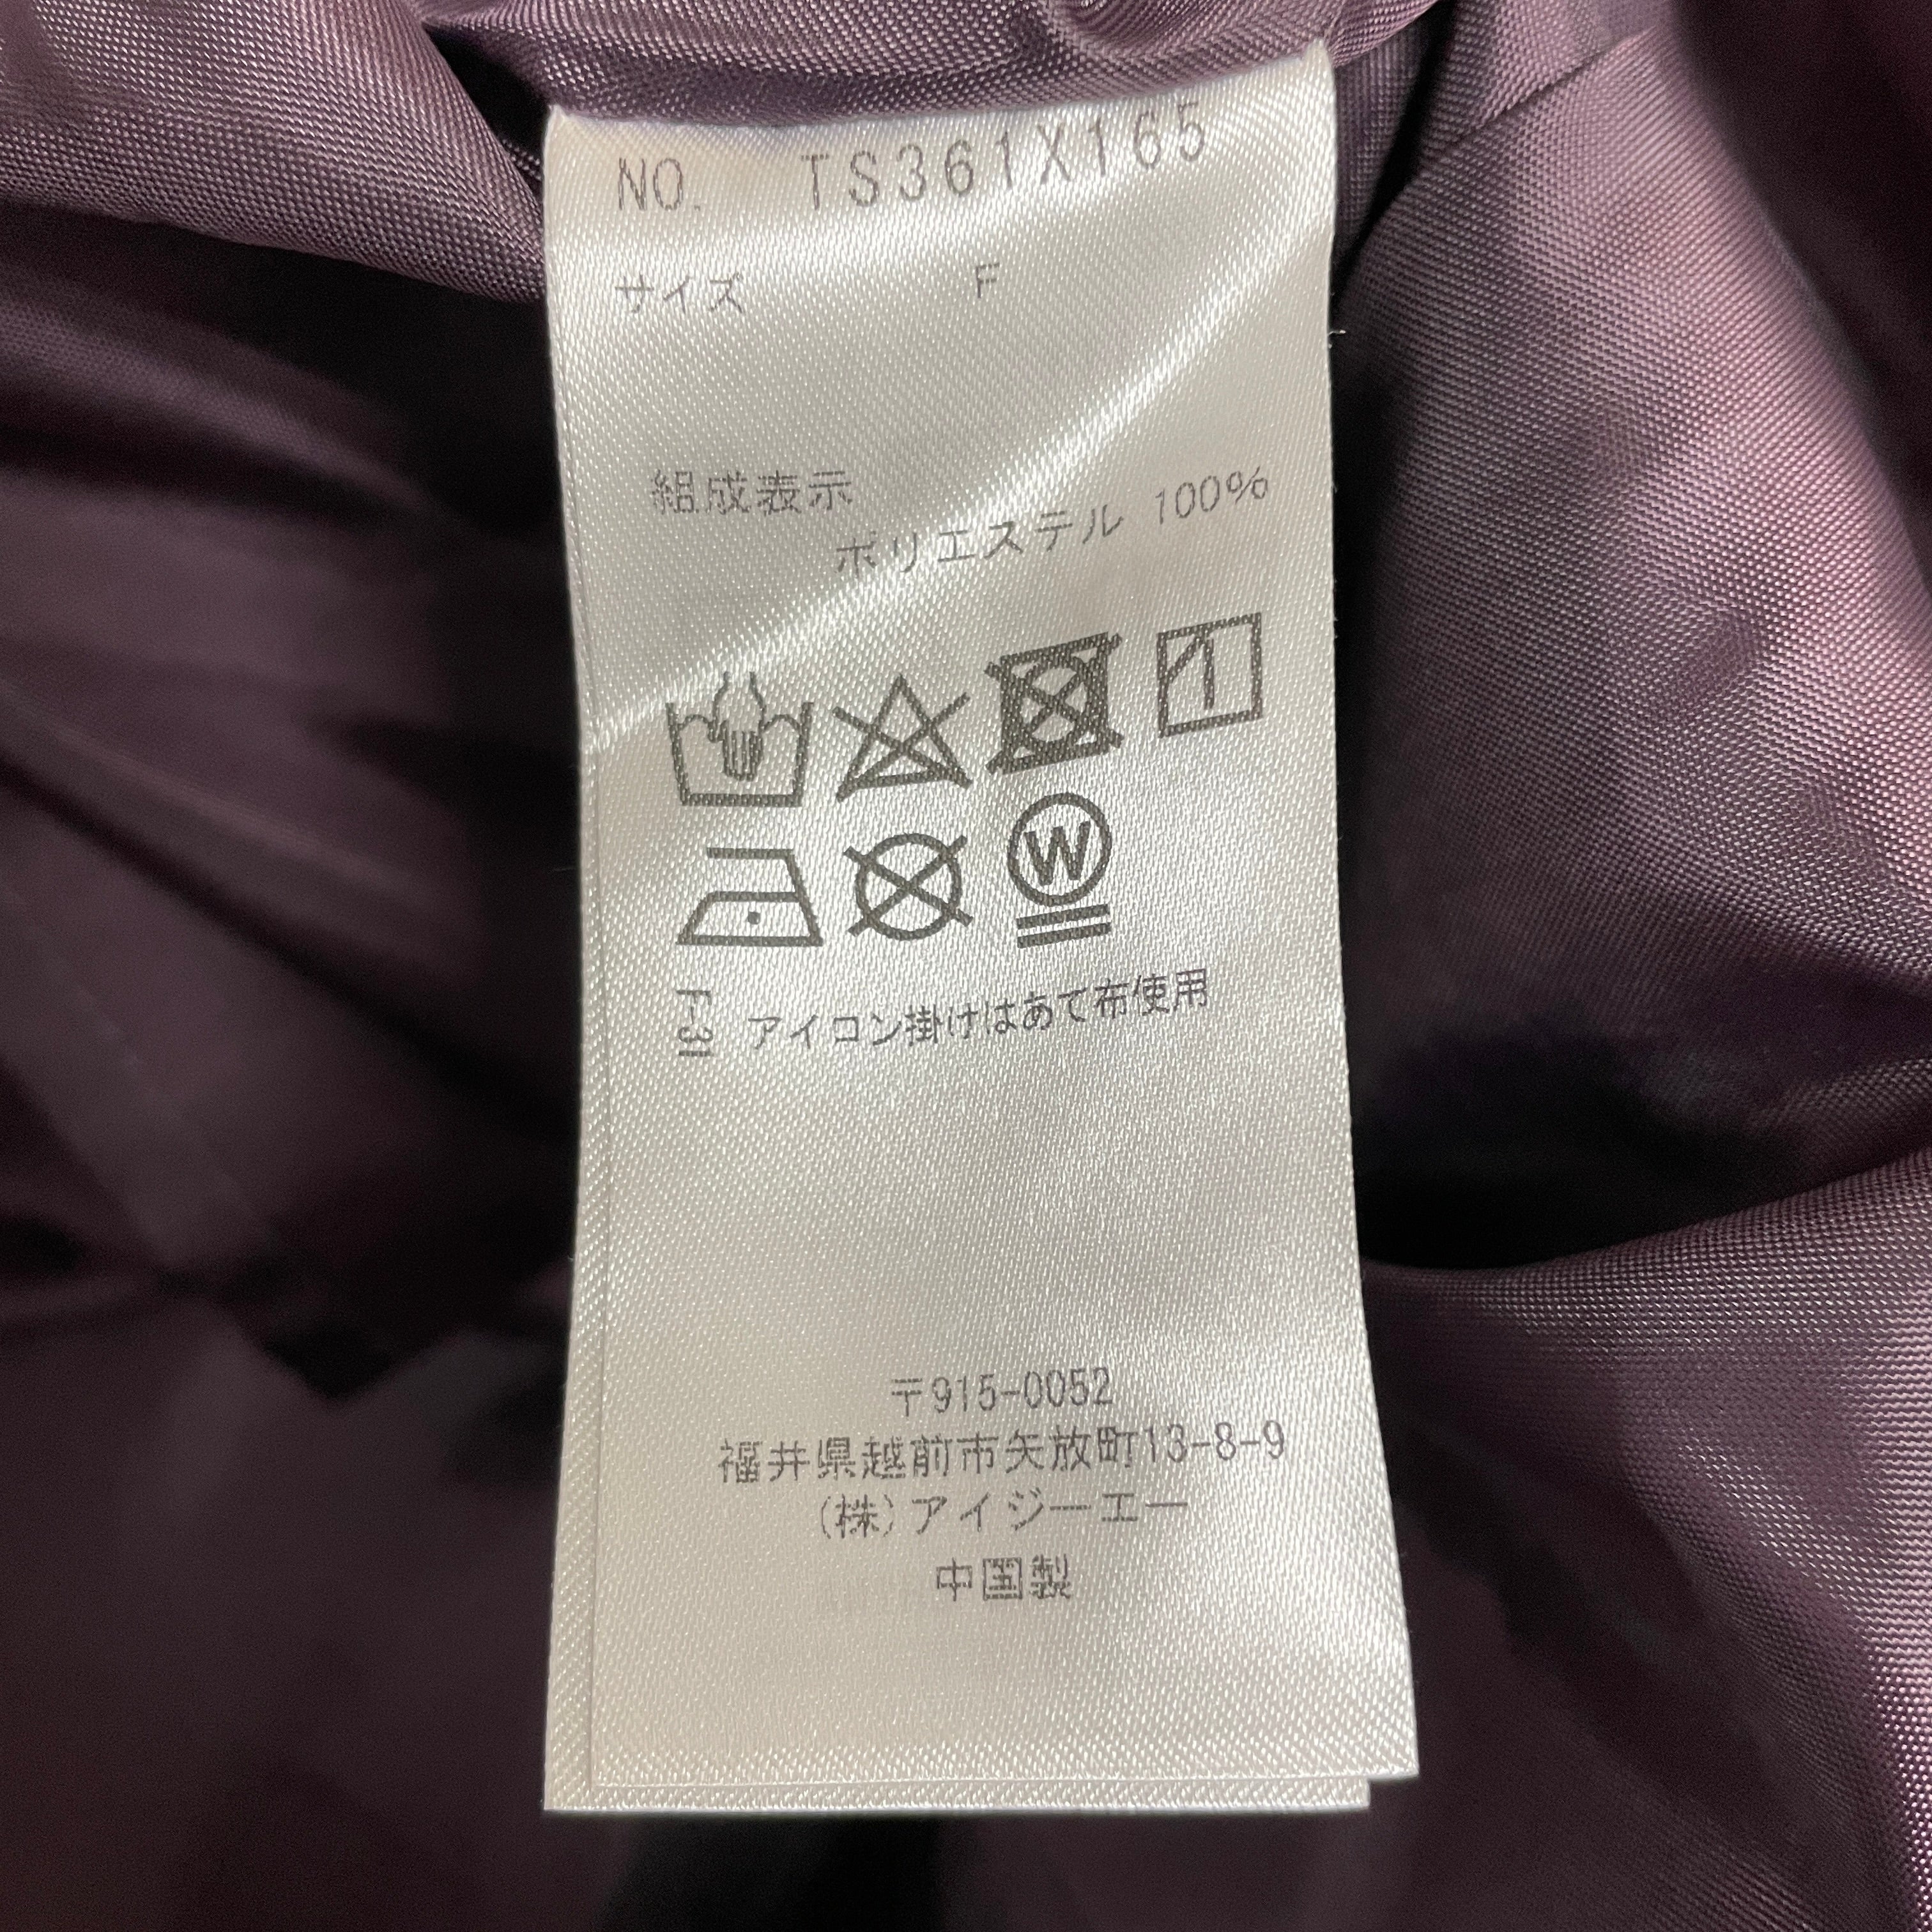 NO. TS361X165
サイズ F
組成表示
ポリエステル 100%
W
F-31 アイコン掛けはあて布使用
〒915-0052
福井県越前市矢放町13-8-9
(株)アイジーエー
中国製